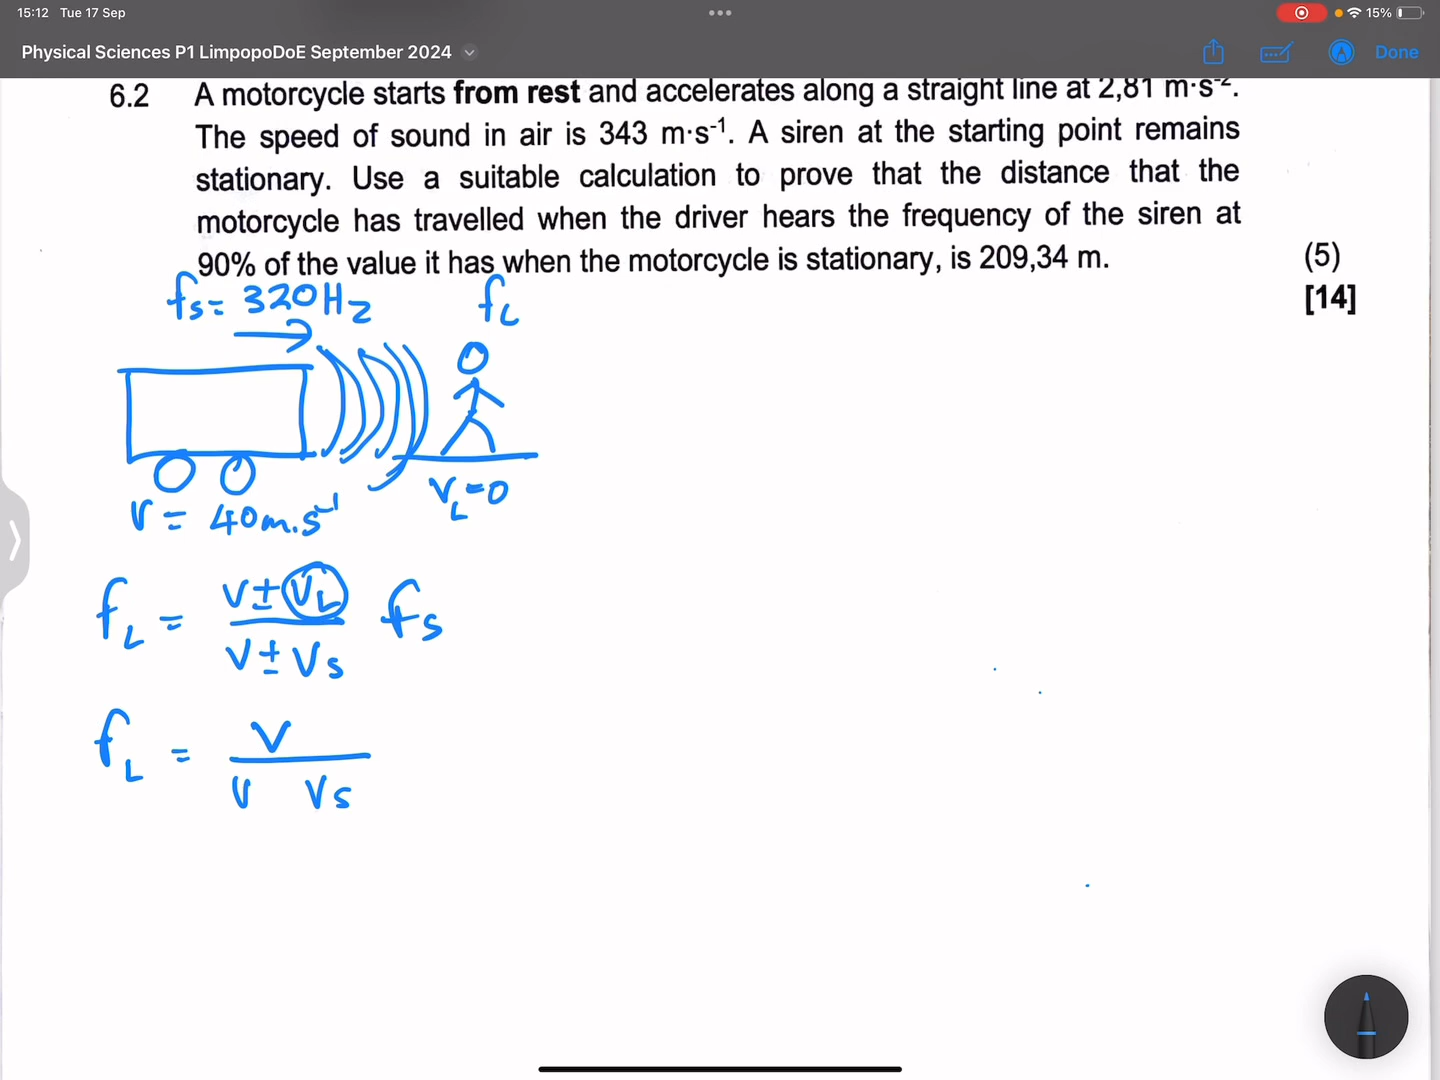 15:12 Tue 17 Sep
15%
Physical Sciences P1 LimpopoDoE September 2024
Done
6.2 A motorcycle starts from rest and accelerates along a straight line at 2,81 m·s⁻².
The speed of sound in air is 343 m·s⁻¹. A siren at the starting point remains
stationary. Use a suitable calculation to prove that the distance that the
motorcycle has travelled when the driver hears the frequency of the siren at
90% of the value it has when the motorcycle is stationary, is 209,34 m. (5)
[14]
fs = 320Hz fL
V = 40m.s⁻¹ VL=0
fL = (V±VL)/(V±Vs) fs
fL = V/(V Vs)